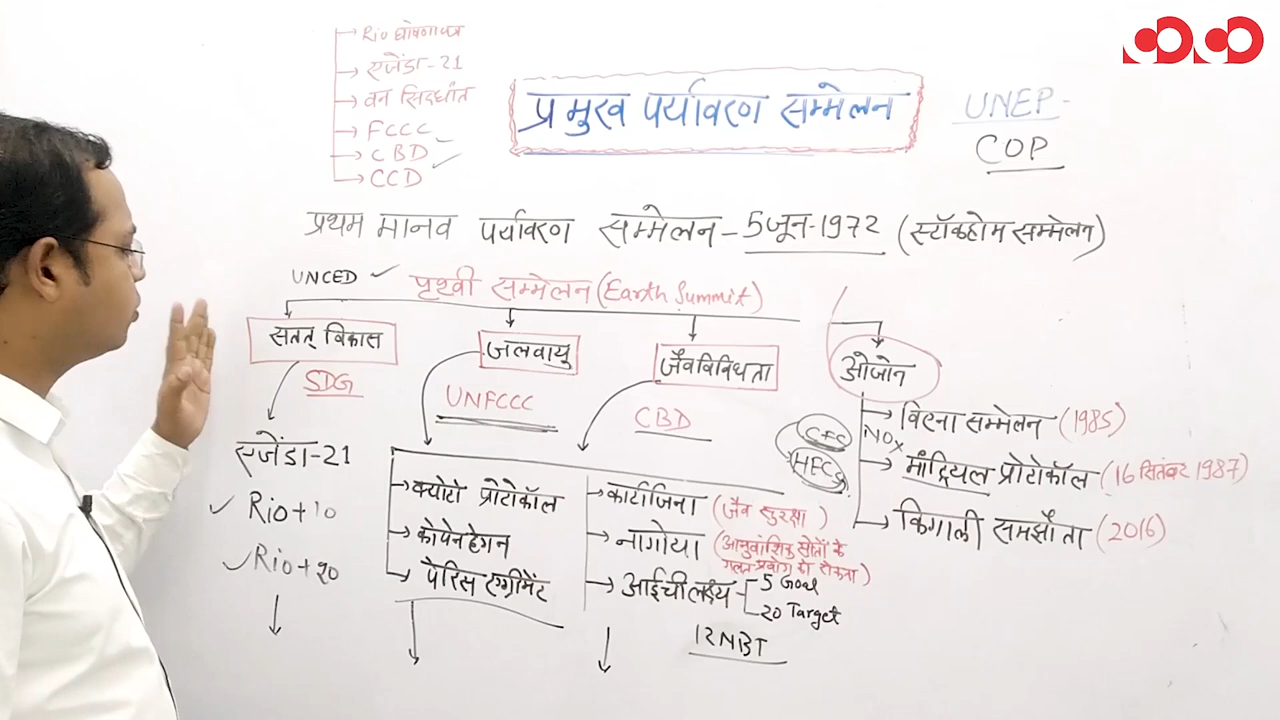 Rio घोषणापत्र
एजेंडा-21
वन सिद्धांत
FCCC
CBD
CCD
प्रमुख पर्यावरण सम्मेलन
UNEP-
COP
प्रथम मानव पर्यावरण सम्मेलन-5 जून-1972 (स्टॉकहोम सम्मेलन)
UNCED ✓ पृथ्वी सम्मेलन (Earth Summit)
सतत् विकास
SDG
एजेंडा-21
✓ Rio+10
✓ Rio+20
जलवायु
UNFCCC
क्योटो प्रोटोकॉल
कोपेनहेगन
पेरिस एग्रीमेंट
जैवविविधता
CBD
कार्टाजिना (जैव सुरक्षा)
नागोया (आनुवांशिक स्रोतों के
गलत प्रयोग को रोकना)
आईची लक्ष्य
5 Goal
20 Target
12NBT
ओजोन
CFC
HFCs
NOx
विएना सम्मेलन (1985)
मांट्रियल प्रोटोकॉल (16 सितंबर 1987)
किगाली समझौता (2016)